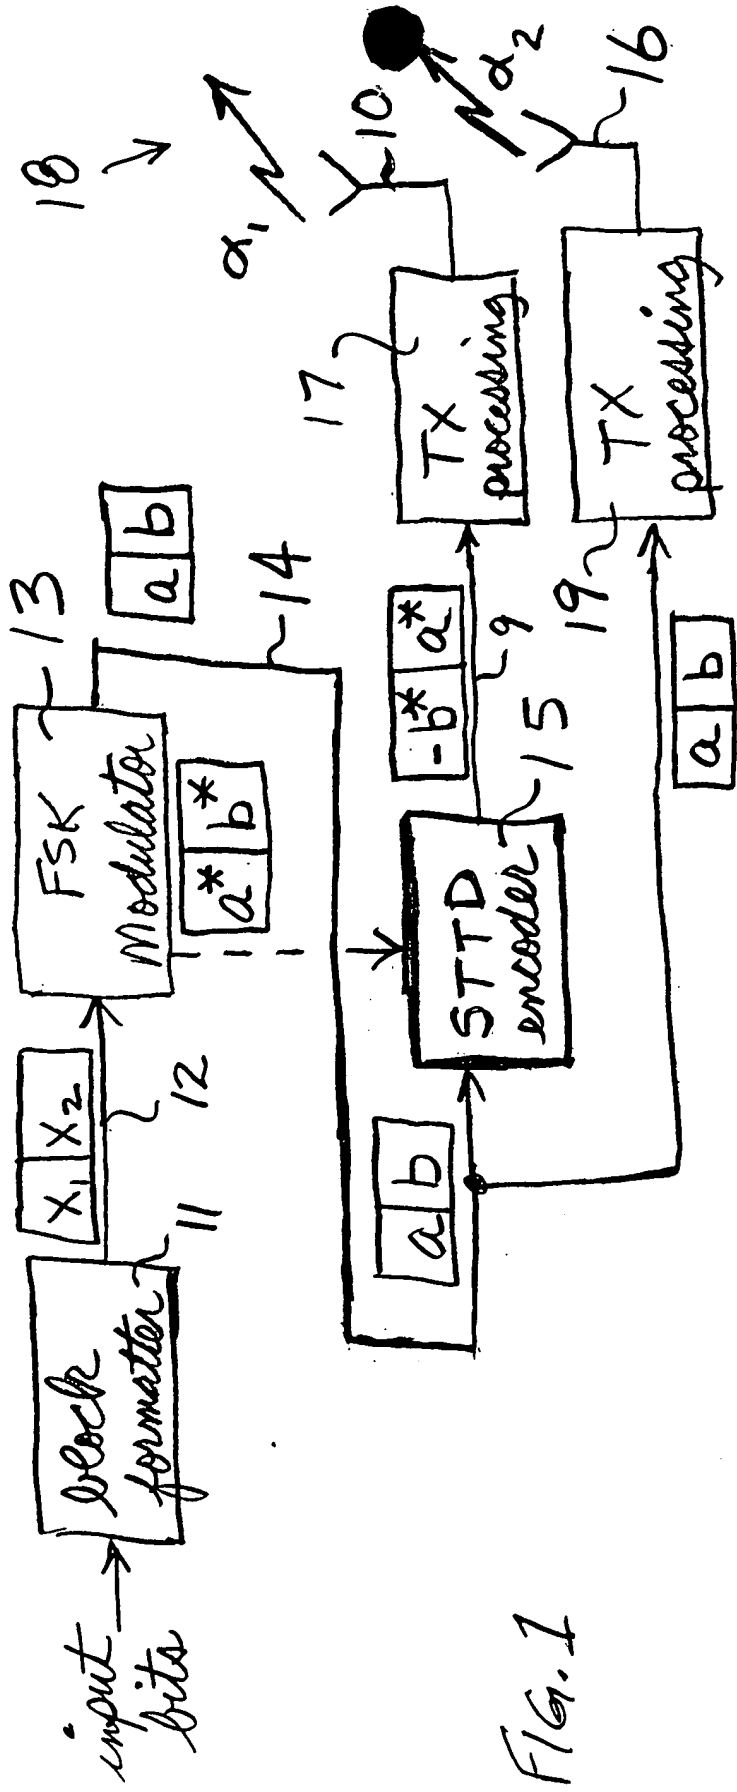 input
bits
block
formatter
11
X₁ X₂
12
FSK
Modulator
13
a b
14
a* b*
a b
STTD
encoder
15
-b* a*
9
17
TX
processing
10
α₁
18
a b
19
TX
processing
16
α₂
FIG. 1